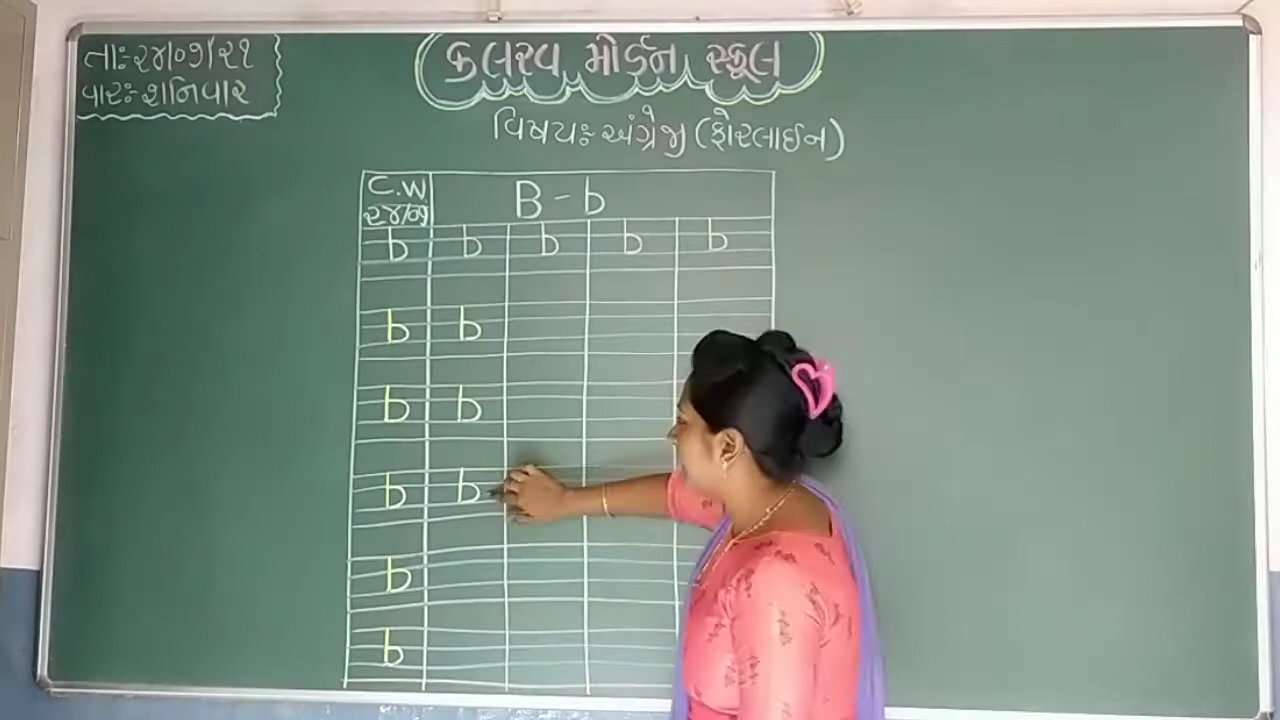 તાઃ૨૪/૦૭/૨૧
વારઃ શનિવાર
કલરવ મોર્ડન સ્કૂલ
વિષયઃ અંગ્રેજી (ફોરલાઈન)
C.W
૨૪/૦૭
B - b
b b b b b
b b
b b
b b
b
b